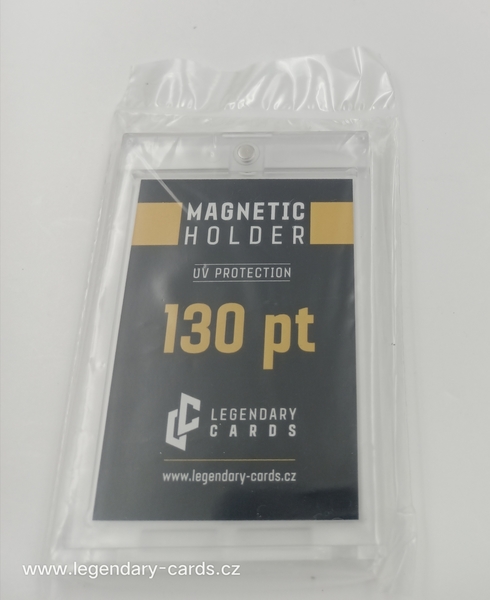 MAGNETIC
HOLDER
UV PROTECTION
130 pt
LEGENDARY
CARDS
www.legendary-cards.cz
www.legendary-cards.cz